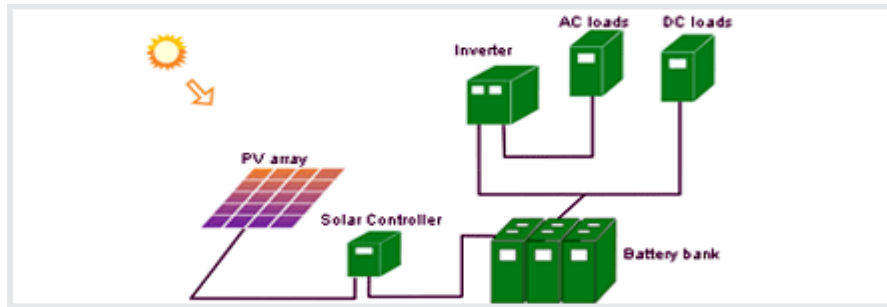 AC loads
DC loads
Inverter
PV array
Solar Controller
Battery bank